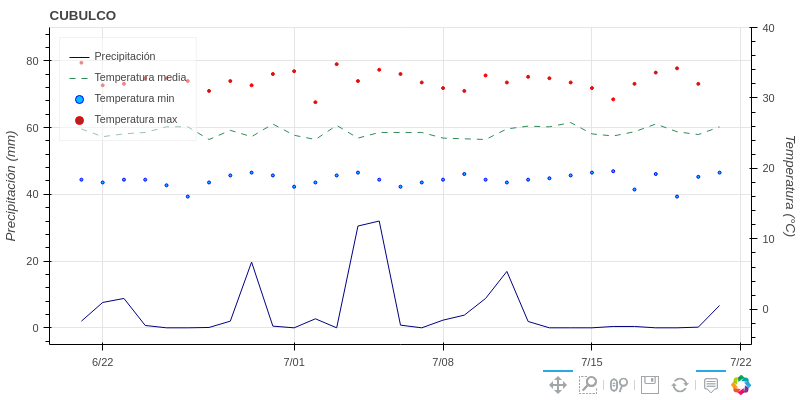 CUBULCO
Precipitación
Temperatura media
Temperatura min
Temperatura max
Precipitación (mm)
80
60
40
20
0
Temperatura (°C)
40
30
20
10
0
6/22
7/01
7/08
7/15
7/22